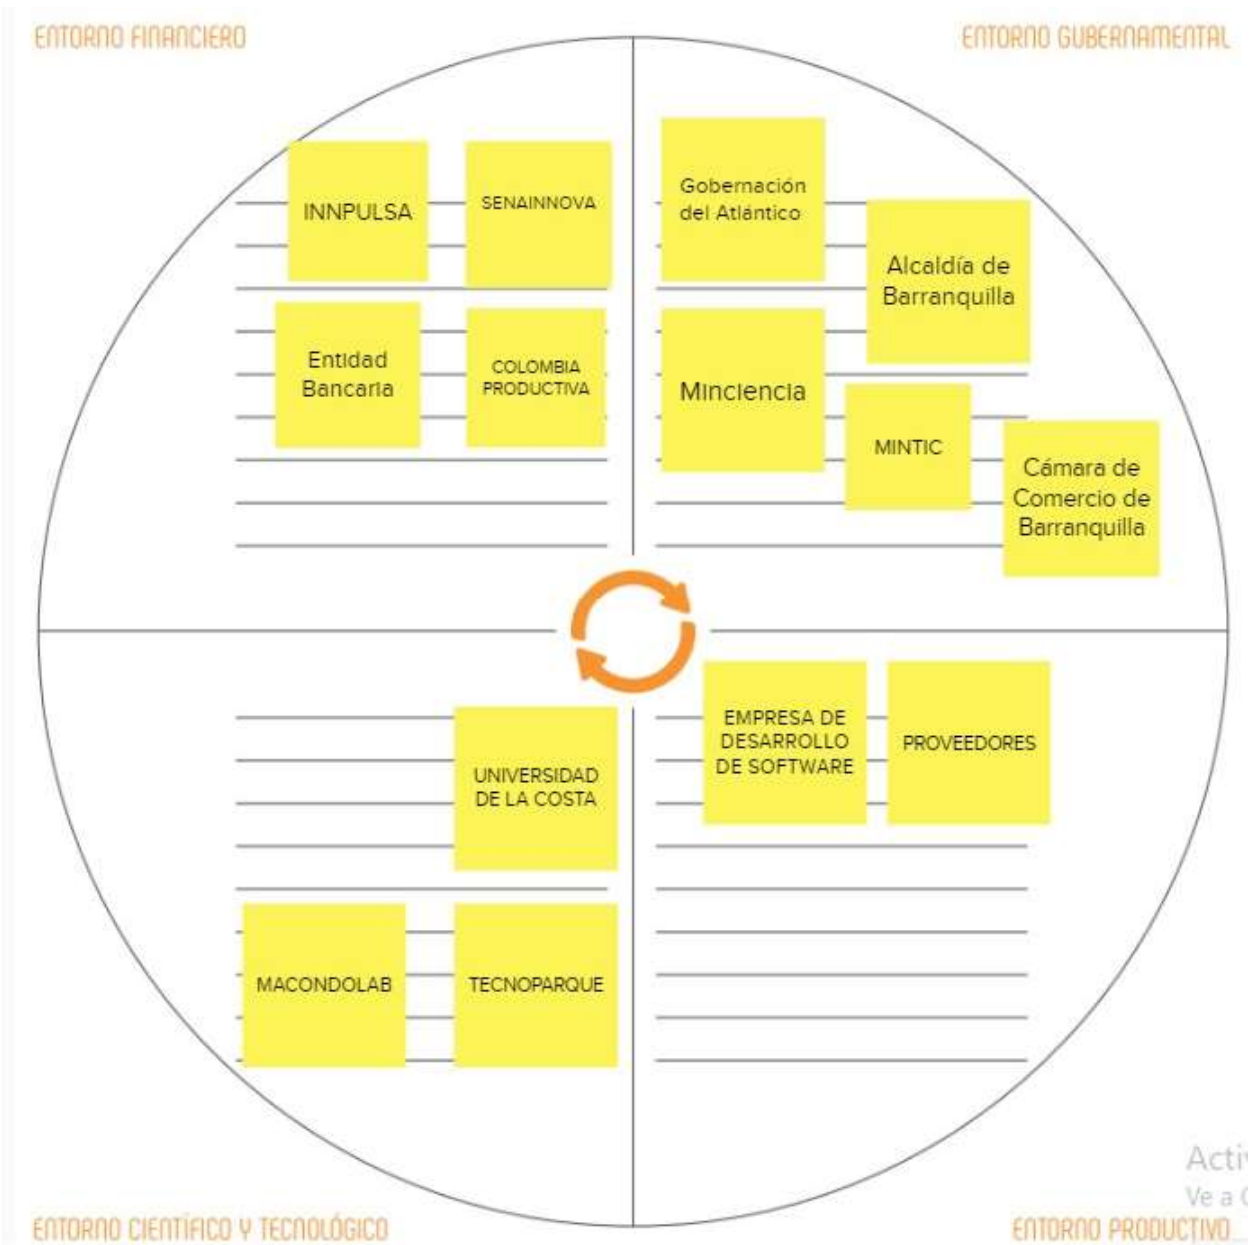 ENTORNO FINANCIERO
ENTORNO GUBERNAMENTAL
INNPULSA
SENAINNOVA
Entidad
Bancaria
COLOMBIA
PRODUCTIVA
Gobernación
del Atlántico
Alcaldía de
Barranquilla
Minciencia
MINTIC
Cámara de
Comercio de
Barranquilla
UNIVERSIDAD
DE LA COSTA
MACONDOLAB
TECNOPARQUE
EMPRESA DE
DESARROLLO
DE SOFTWARE
PROVEEDORES
Ve a
ENTORNO CIENTÍFICO Y TECNOLÓGICO
ENTORNO PRODUCTIVO